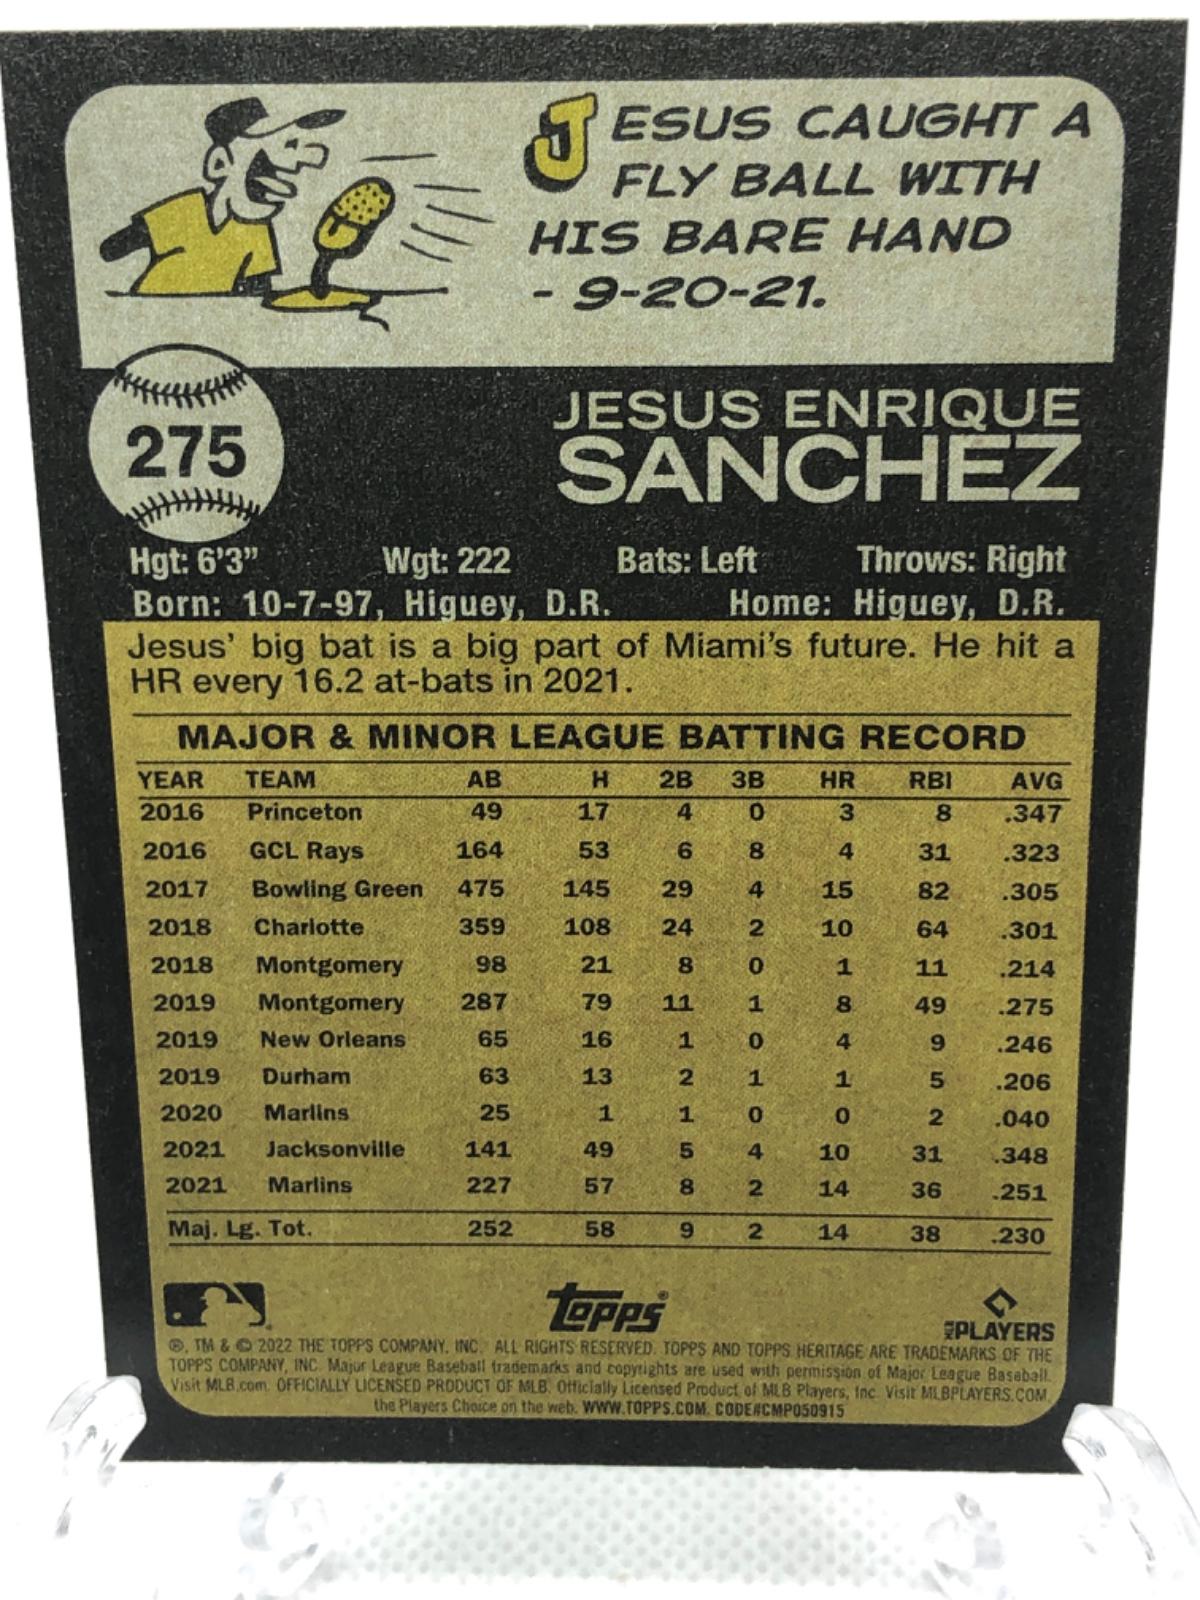 JESUS CAUGHT A
FLY BALL WITH
HIS BARE HAND
- 9-20-21.
275
JESUS ENRIQUE
SANCHEZ
Hgt: 6'3" Wgt: 222 Bats: Left Throws: Right
Born: 10-7-97, Higuey, D.R. Home: Higuey, D.R.
Jesus' big bat is a big part of Miami's future. He hit a
HR every 16.2 at-bats in 2021.
MAJOR & MINOR LEAGUE BATTING RECORD
YEAR TEAM AB H 2B 3B HR RBI AVG
2016 Princeton 49 17 4 0 3 8 .347
2016 GCL Rays 164 53 6 8 4 31 .323
2017 Bowling Green 475 145 29 4 15 82 .305
2018 Charlotte 359 108 24 2 10 64 .301
2018 Montgomery 98 21 8 0 1 11 .214
2019 Montgomery 287 79 11 1 8 49 .275
2019 New Orleans 65 16 1 0 4 9 .246
2019 Durham 63 13 2 1 1 5 .206
2020 Marlins 25 1 1 0 0 2 .040
2021 Jacksonville 141 49 5 4 10 31 .348
2021 Marlins 227 57 8 2 14 36 .251
Maj. Lg. Tot. 252 58 9 2 14 38 .230
Topps®
MLB PLAYERS
®, TM & © 2022 THE TOPPS COMPANY, INC. ALL RIGHTS RESERVED. TOPPS AND TOPPS HERITAGE ARE TRADEMARKS OF THE
TOPPS COMPANY, INC. Major League Baseball trademarks and copyrights are used with permission of Major League Baseball.
Visit MLB.com. OFFICIALLY LICENSED PRODUCT OF MLB. Officially Licensed Product of MLB Players, Inc. Visit MLBPLAYERS.COM,
the Players Choice on the web. WWW.TOPPS.COM. CODE#CMP050915